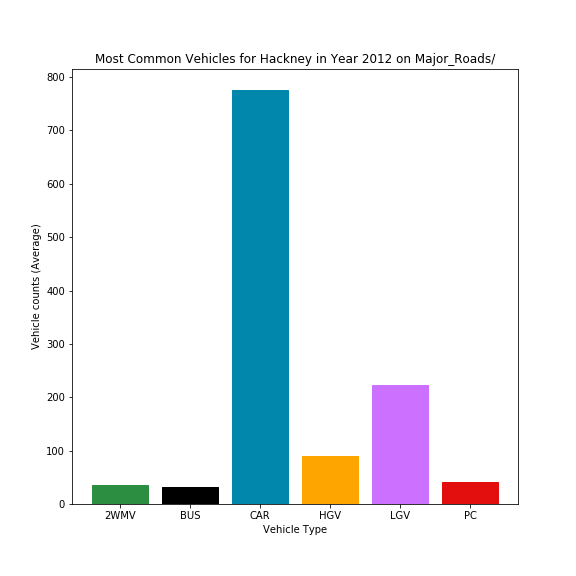 Most Common Vehicles for Hackney in Year 2012 on Major_Roads/
800
700
600
500
400
300
200
100
0
Vehicle counts (Average)
2WMV BUS CAR HGV LGV PC
Vehicle Type